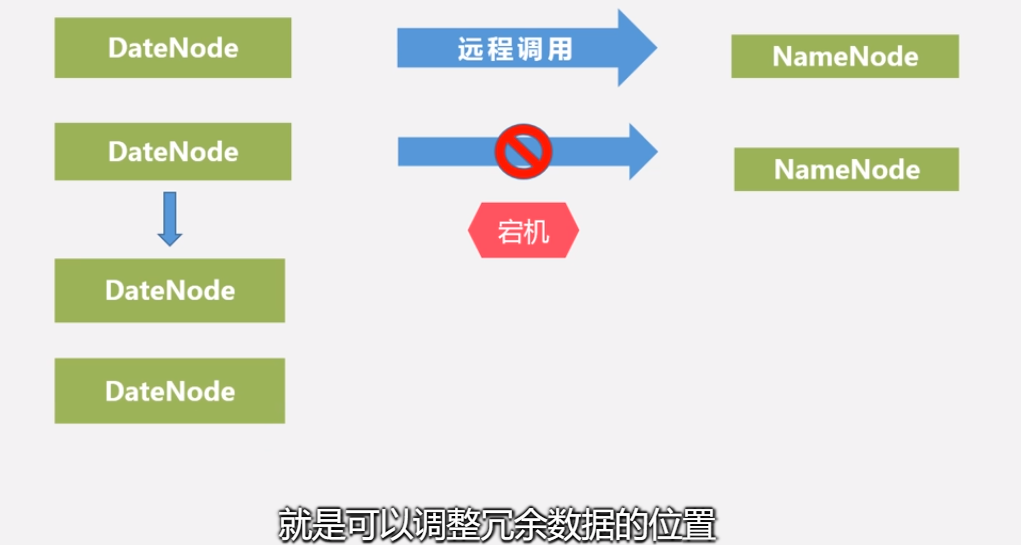 DateNode
远程调用
NameNode
DateNode
NameNode
宕机
DateNode
DateNode
就是可以调整冗余数据的位置